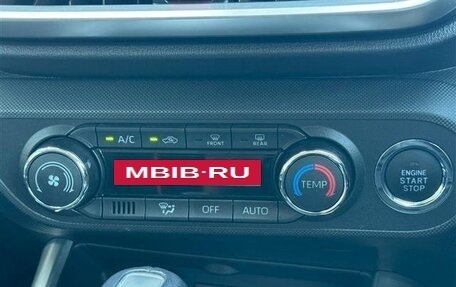 A/C
FRONT
REAR
MBIB-RU
TEMP
OFF
AUTO
ENGINE
START
STOP